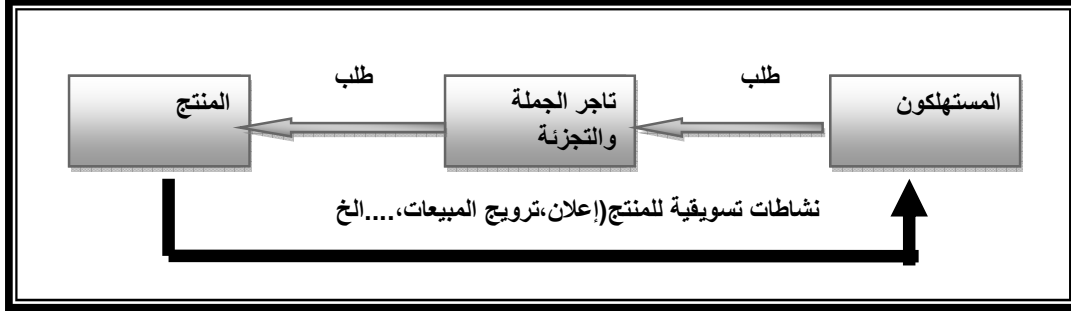 طلب
طلب
المستهلكون
تاجر الجملة
والتجزئة
المنتج
نشاطات تسويقية للمنتج(إعلان،ترويج المبيعات،....الخ